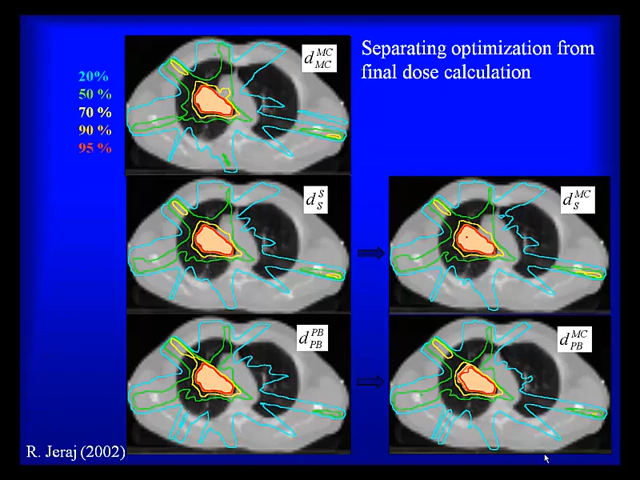 Separating optimization from
final dose calculation
20%
50 %
70 %
90 %
95 %
d MC MC
d S S
d MC S
d PB PB
d MC PB
R. Jeraj (2002)